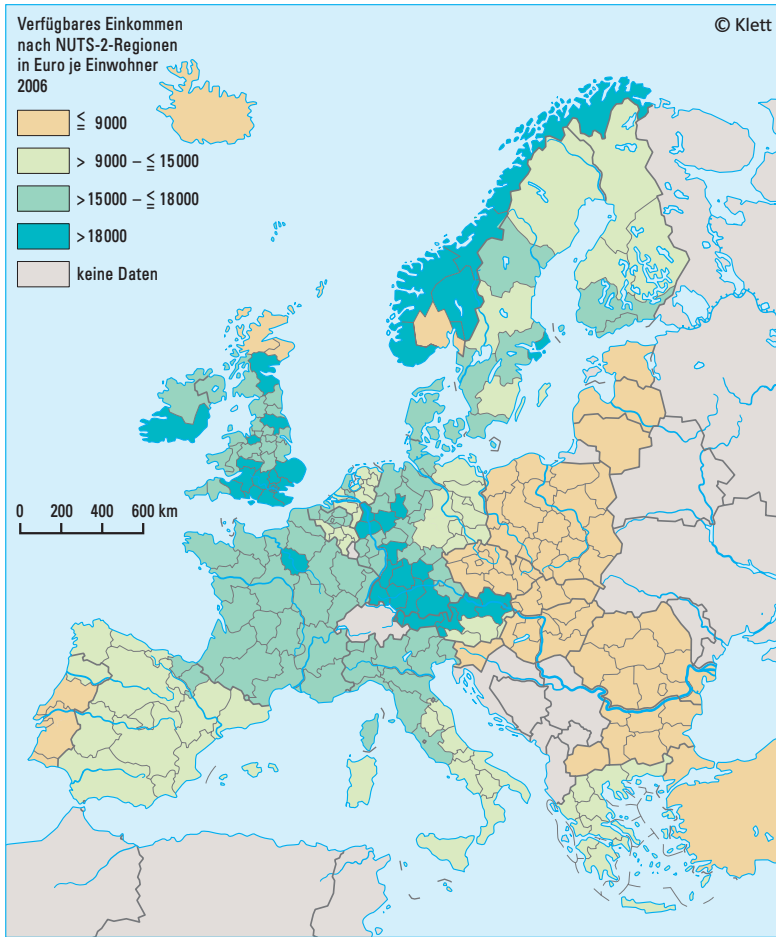 Verfügbares Einkommen
nach NUTS-2-Regionen
in Euro je Einwohner
2006
≦ 9000
> 9000 – ≦ 15000
>15000 – ≦ 18000
>18000
keine Daten
© Klett
0 200 400 600 km